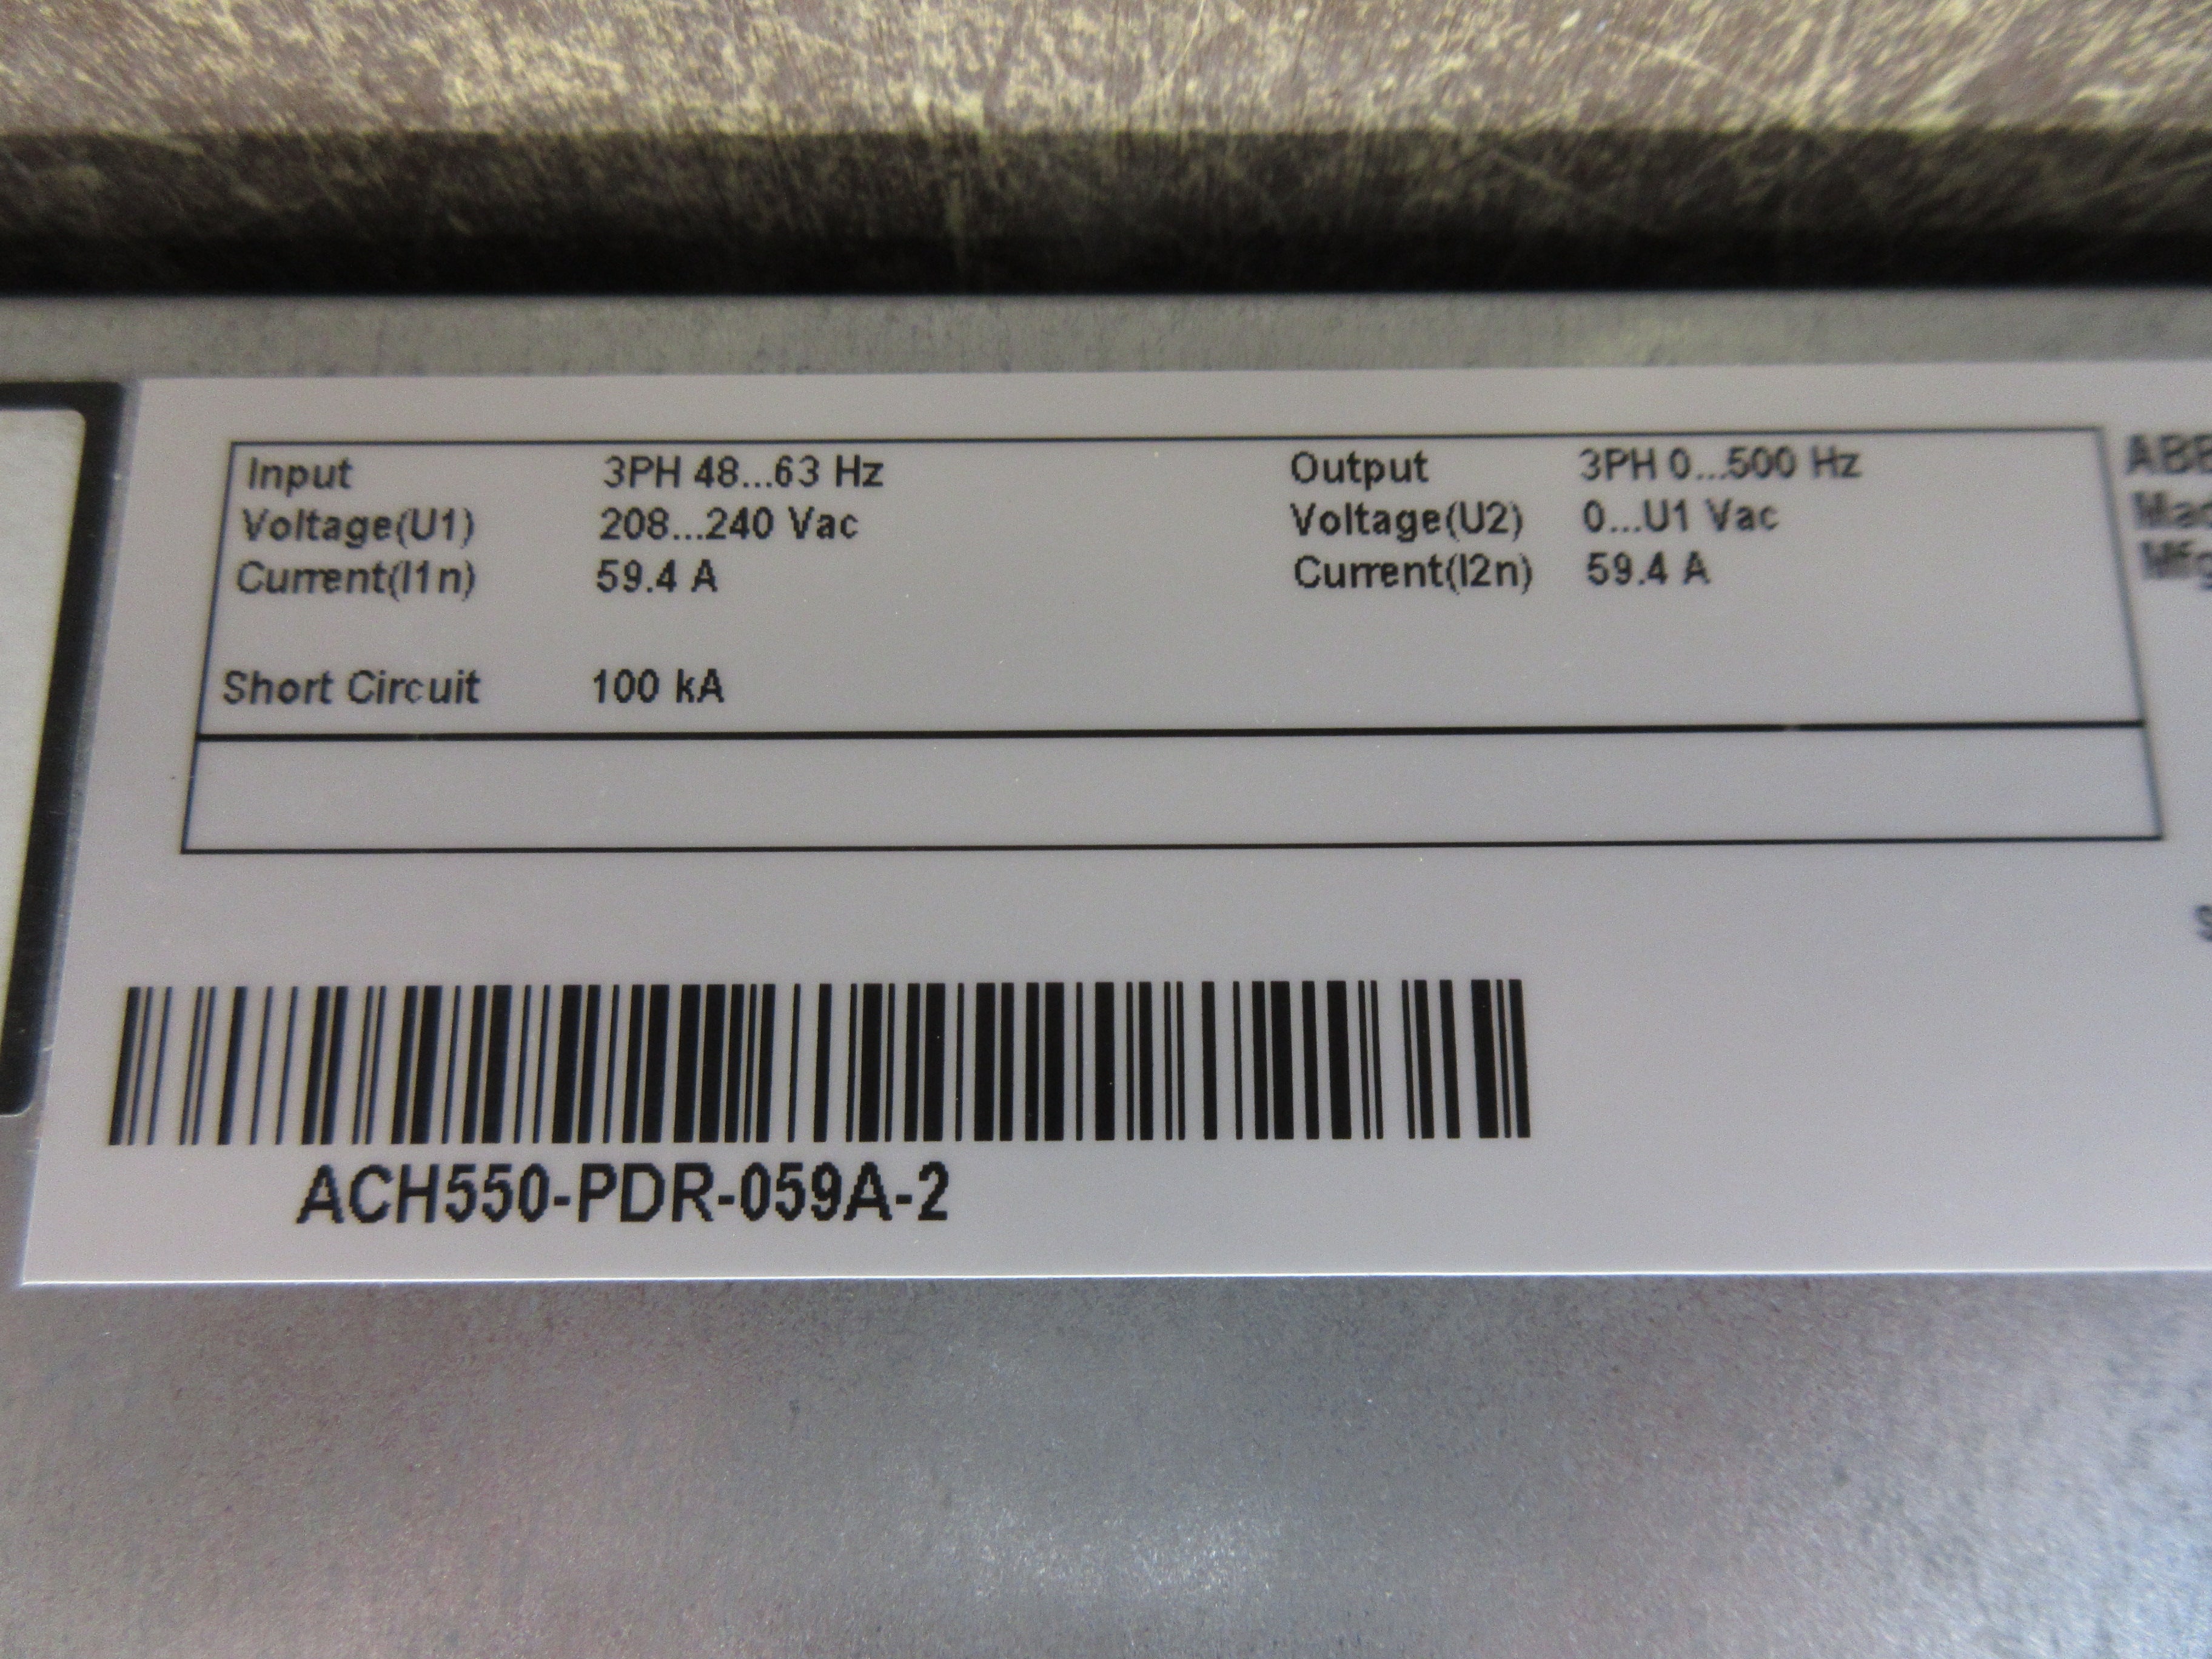 Input 3PH 48...63 Hz Output 3PH 0...500 Hz
Voltage(U1) 208...240 Vac Voltage(U2) 0...U1 Vac
Current(I1n) 59.4 A Current(I2n) 59.4 A
Short Circuit 100 kA
ACH550-PDR-059A-2